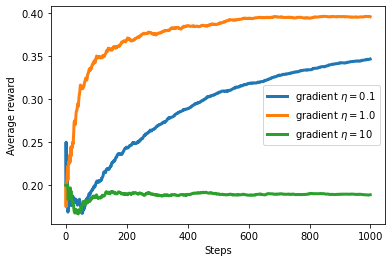 0.40
0.35
0.30
0.25
0.20
Average reward
gradient η = 0.1
gradient η = 1.0
gradient η = 10
0 200 400 600 800 1000
Steps